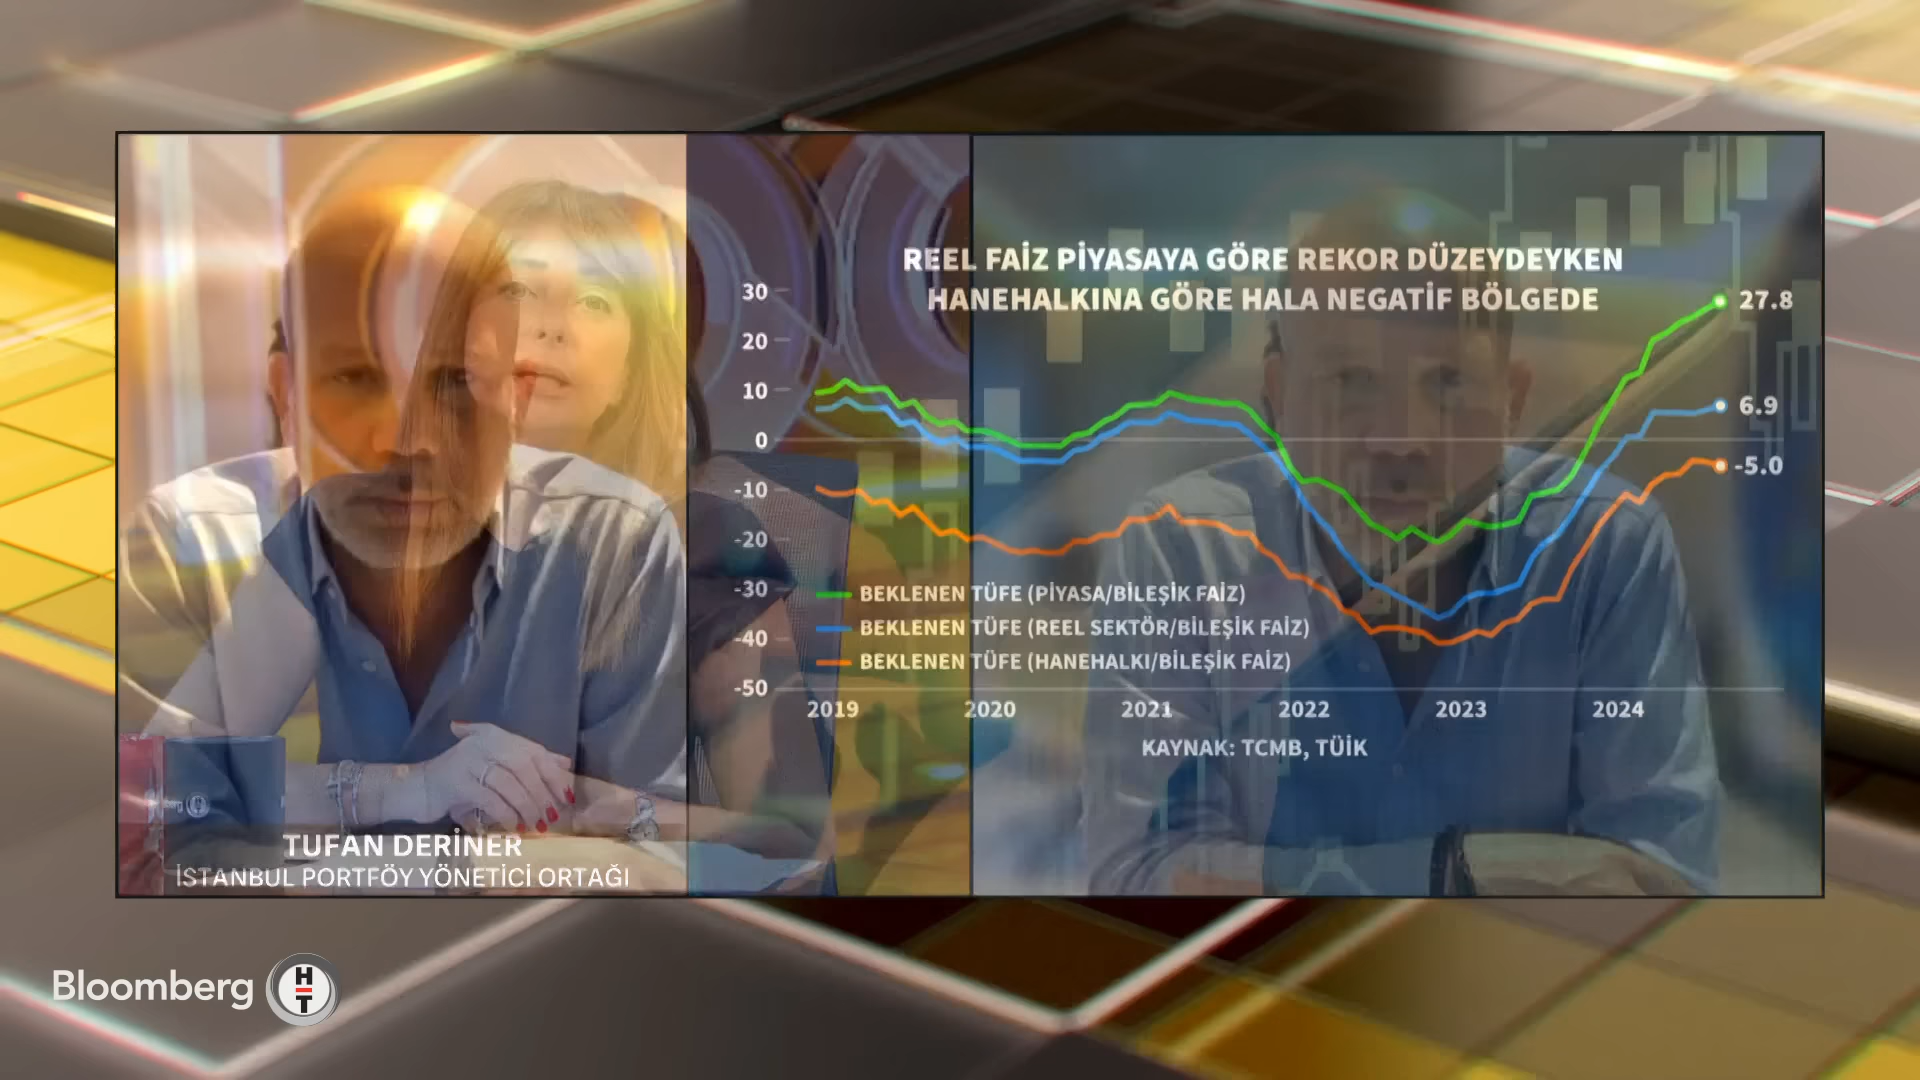 REEL FAİZ PİYASAYA GÖRE REKOR DÜZEYDEYKEN
HANEHALKINA GÖRE HALA NEGATİF BÖLGEDE
30
20
10
0
-10
-20
-30
-40
-50
27.8
6.9
-5.0
BEKLENEN TÜFE (PİYASA/BİLEŞİK FAİZ)
BEKLENEN TÜFE (REEL SEKTÖR/BİLEŞİK FAİZ)
BEKLENEN TÜFE (HANEHALKI/BİLEŞİK FAİZ)
2019 2020 2021 2022 2023 2024
KAYNAK: TCMB, TÜİK
TUFAN DERİNER
İSTANBUL PORTFÖY YÖNETİCİ ORTAĞI
Bloomberg HT